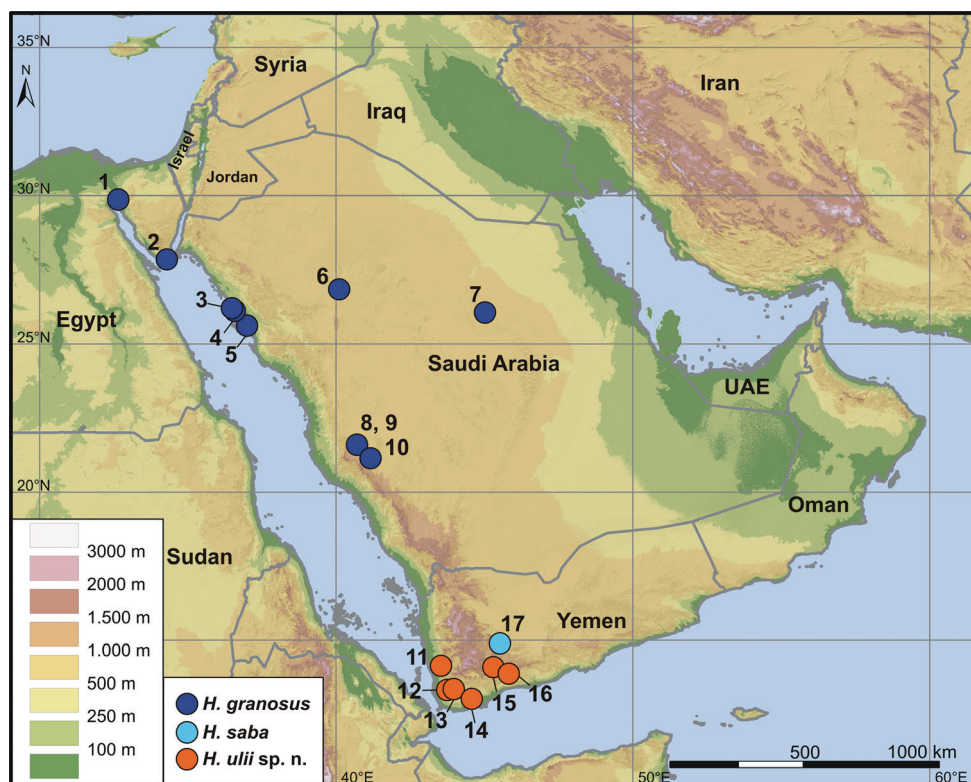 35°N
N
Syria
Iran
Iraq
Israel
Jordan
30°N
1
2
3
4
5
6
7
Egypt
25°N
Saudi Arabia
UAE
8, 9
10
20°N
Oman
Sudan
3000 m
2000 m
1.500 m
1.000 m
500 m
250 m
100 m
Yemen
17
11
12
13
14
15
16
H. granosus
H. saba
H. ulii sp. n.
500
1000 km
40°E
50°E
60°E